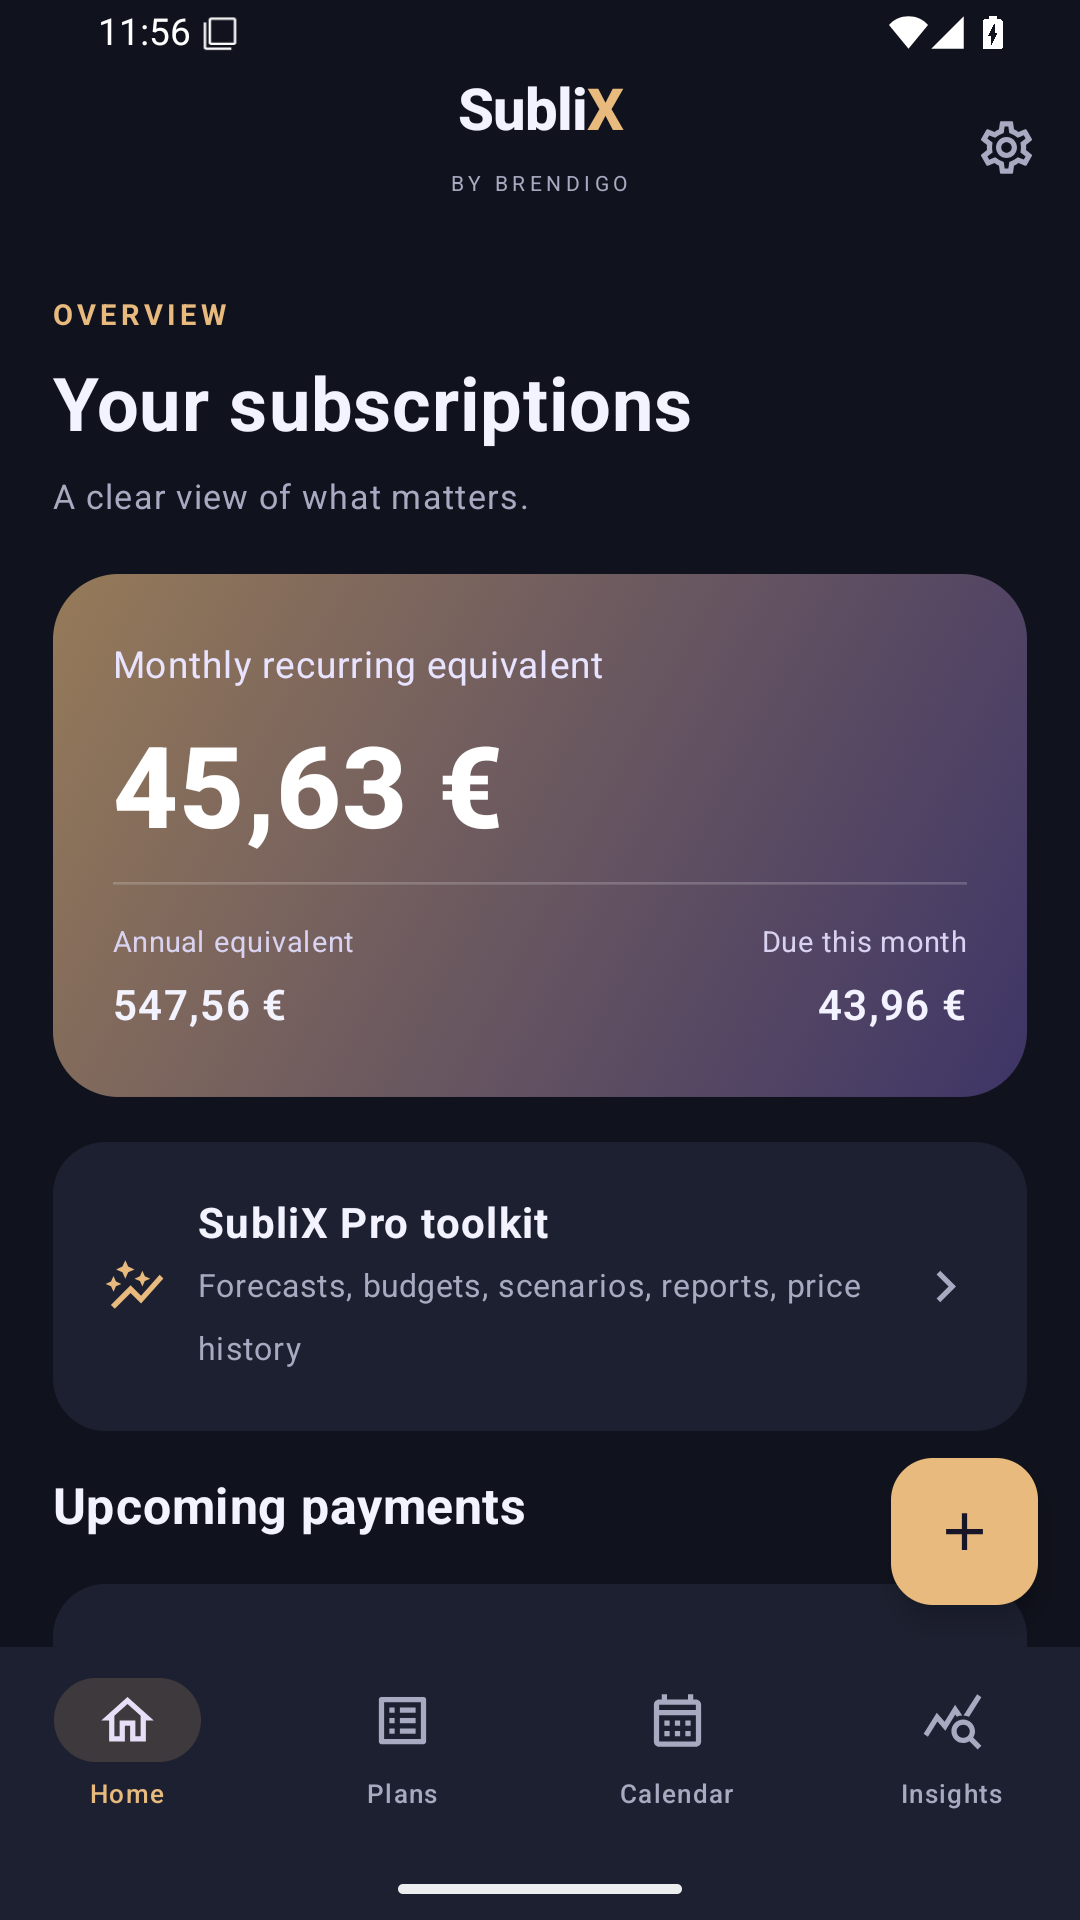 11:56
SubliX
BY BRENDIGO
OVERVIEW
Your subscriptions
A clear view of what matters.
Monthly recurring equivalent
45,63 €
Annual equivalent
Due this month
547,56 €
43,96 €
SubliX Pro toolkit
Forecasts, budgets, scenarios, reports, price
history
Upcoming payments
Home
Plans
Calendar
Insights